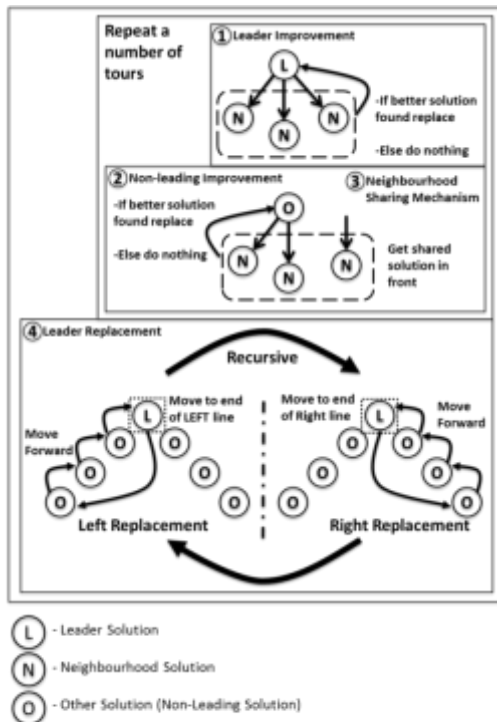 Repeat a
number of
tours
① Leader Improvement
L
N
N
N
-If better solution
found replace
-Else do nothing
② Non-leading Improvement
-If better solution
found replace
-Else do nothing
O
N
N
③ Neighbourhood
Sharing Mechanism
N
Get shared
solution in
front
④ Leader Replacement
Recursive
Move to end
of LEFT line
L
Move
Forward
O
O
O
O
O
O
Left Replacement
Move to end
of Right line
L
Move
Forward
O
O
O
O
O
O
Right Replacement
L - Leader Solution
N - Neighbourhood Solution
O - Other Solution (Non-Leading Solution)